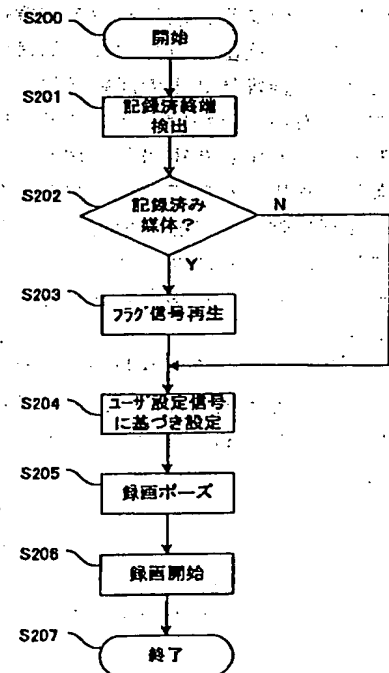 S200
開始
S201
記録済終端
検出
S202
記録済み
媒体?
N
Y
S203
フラグ信号再生
S204
ユーザ設定信号
に基づき設定
S205
録画ポーズ
S206
録画開始
S207
終了